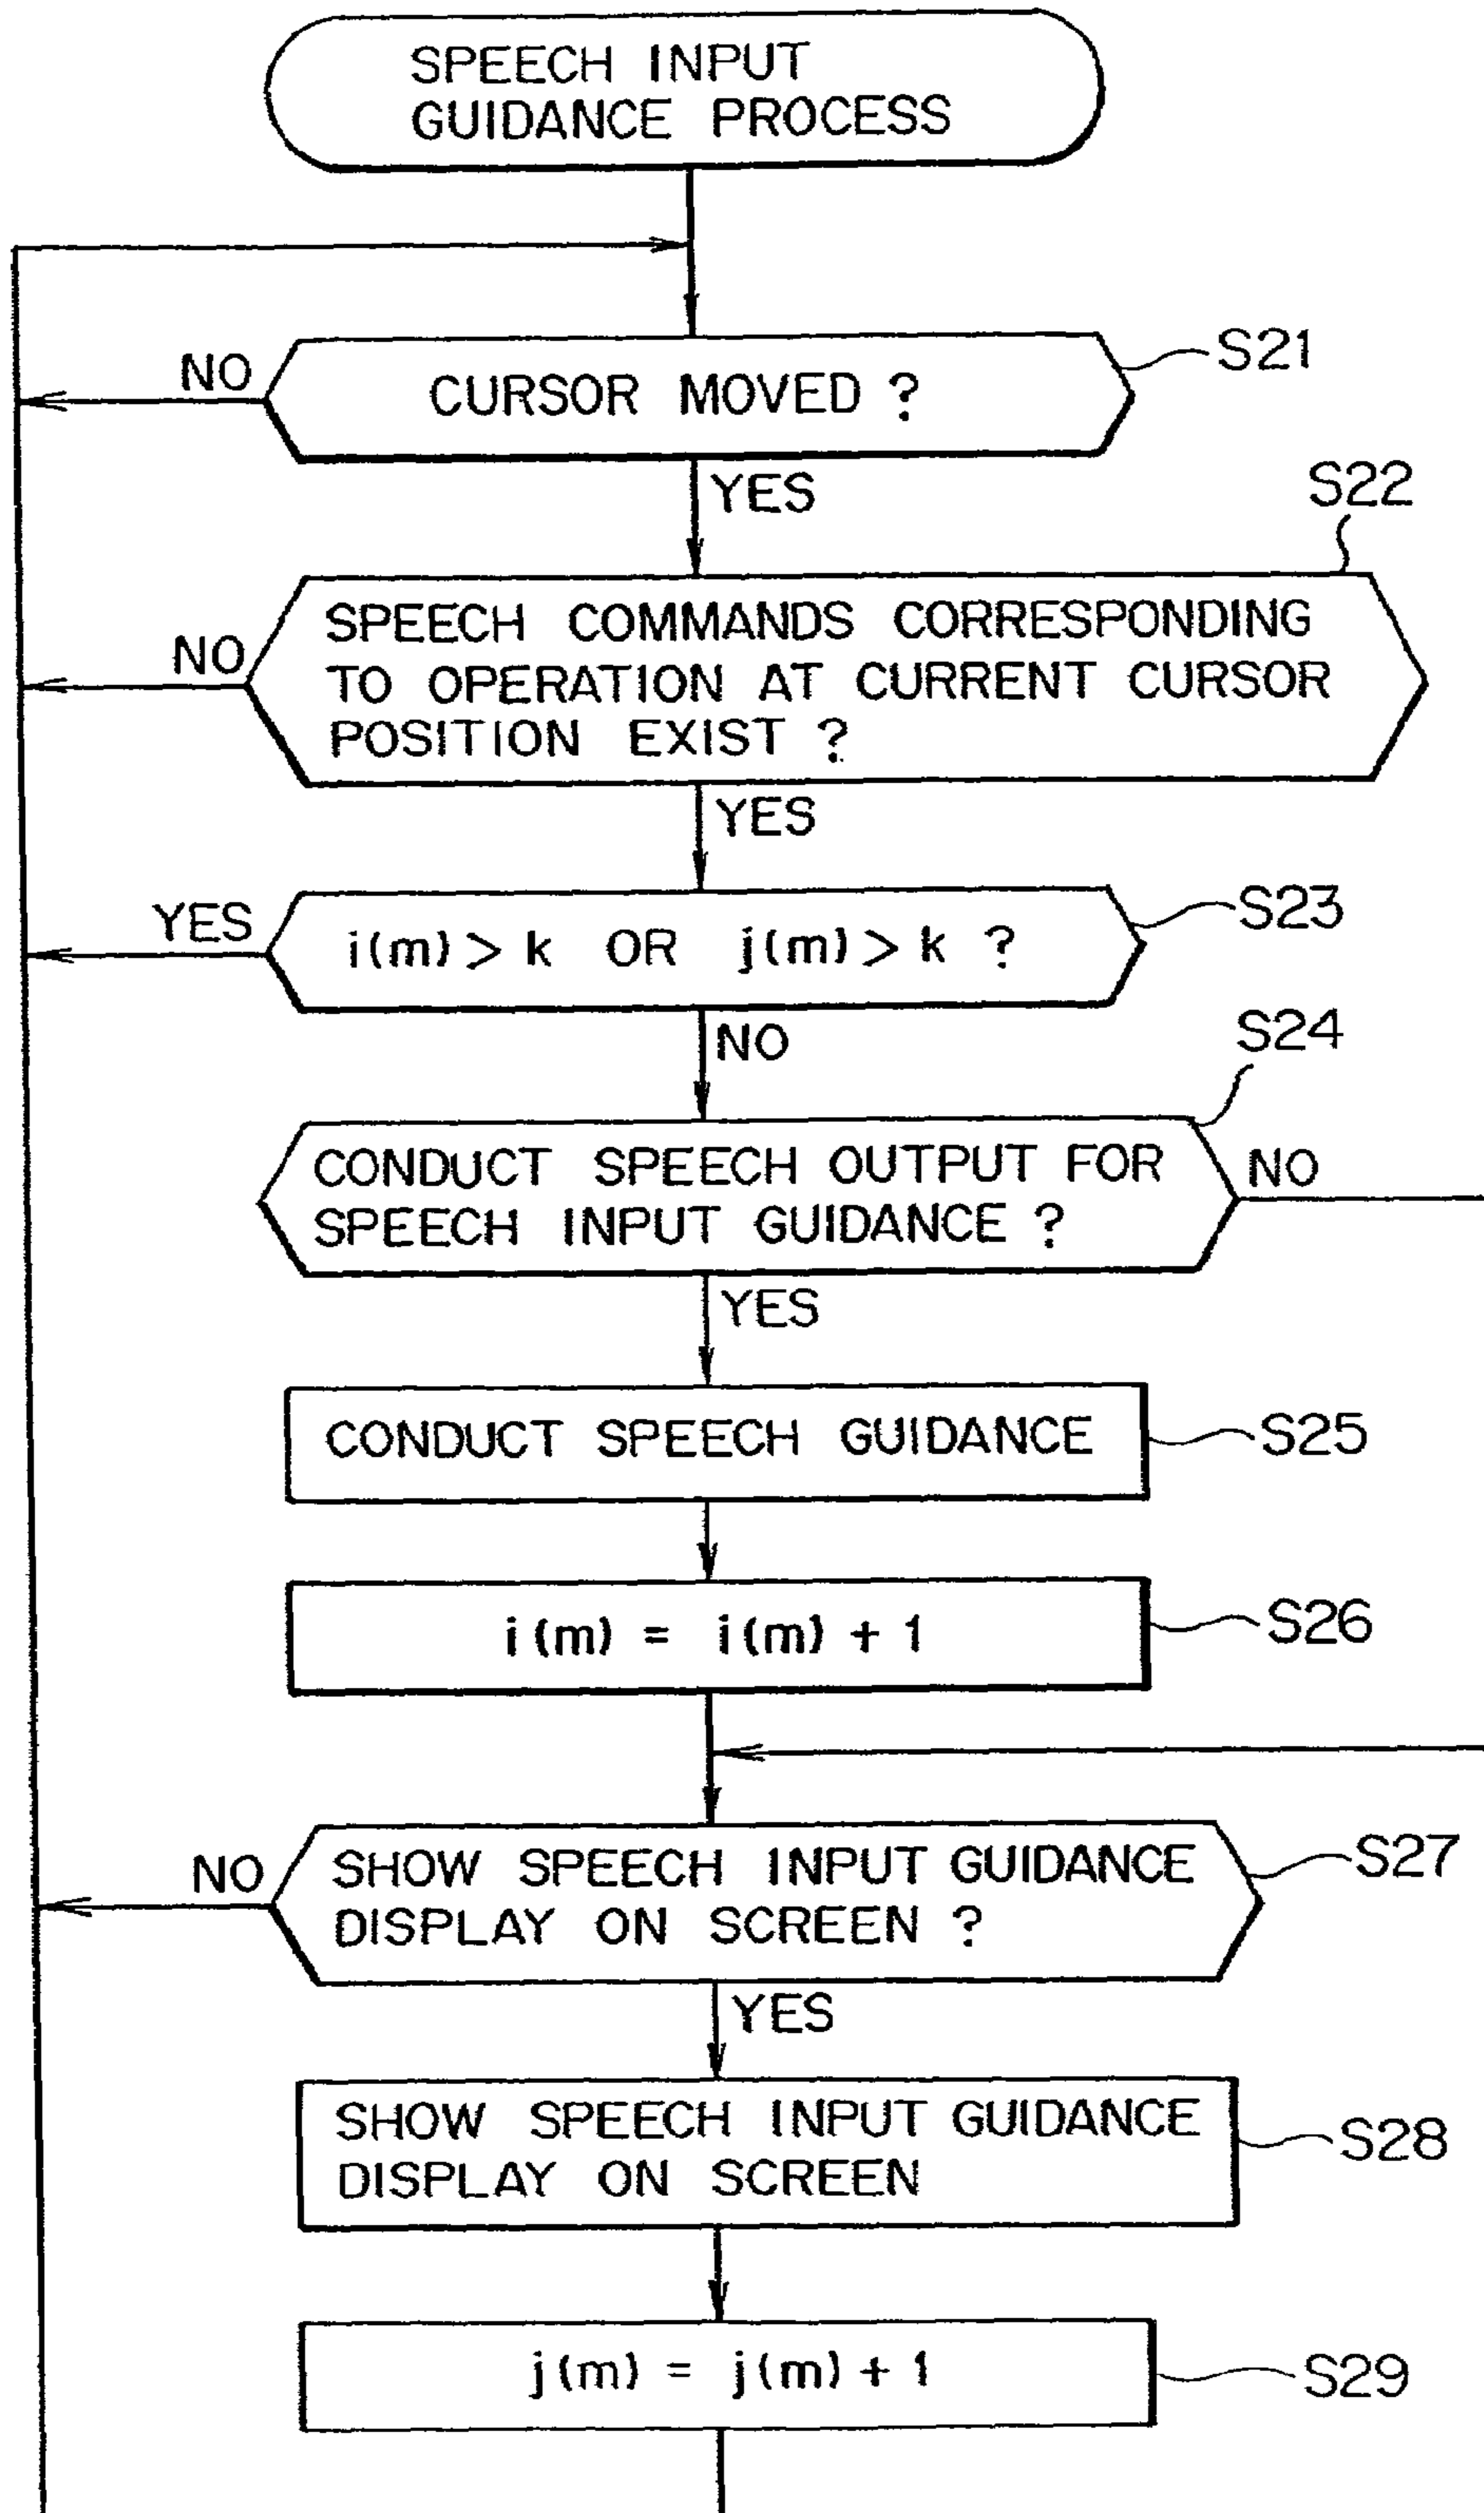 SPEECH INPUT
GUIDANCE PROCESS
NO
CURSOR MOVED ?
S21
YES
S22
NO
SPEECH COMMANDS CORRESPONDING
TO OPERATION AT CURRENT CURSOR
POSITION EXIST ?
YES
YES
i(m) > k OR j(m) > k ?
S23
NO
S24
CONDUCT SPEECH OUTPUT FOR
SPEECH INPUT GUIDANCE ?
NO
YES
CONDUCT SPEECH GUIDANCE
S25
i(m) = i(m) + 1
S26
NO
SHOW SPEECH INPUT GUIDANCE
DISPLAY ON SCREEN ?
S27
YES
SHOW SPEECH INPUT GUIDANCE
DISPLAY ON SCREEN
S28
j(m) = j(m) + 1
S29